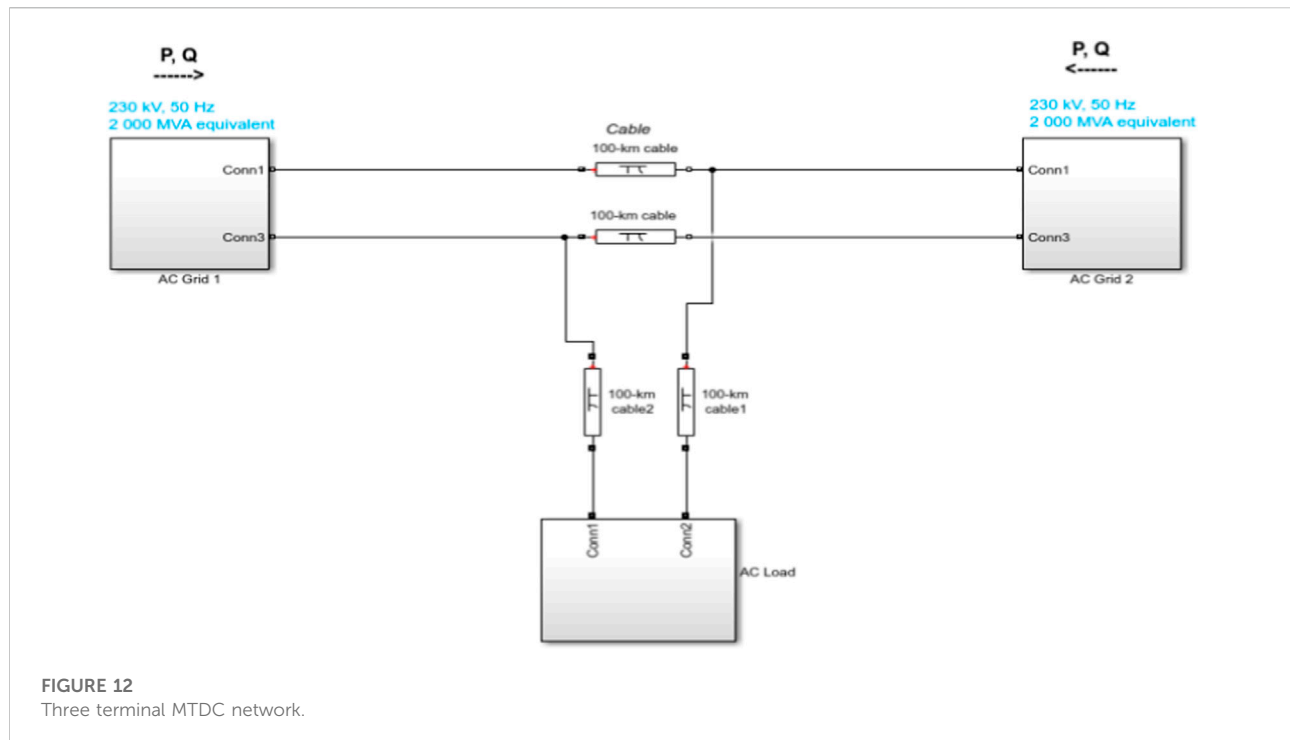 P, Q
------>
230 kV, 50 Hz
2 000 MVA equivalent
Conn1
Conn3
AC Grid 1
Cable
100-km cable
100-km cable
P, Q
<------
230 kV, 50 Hz
2 000 MVA equivalent
Conn1
Conn3
AC Grid 2
100-km
cable2
100-km
cable1
Conn1
Conn2
AC Load
FIGURE 12
Three terminal MTDC network.